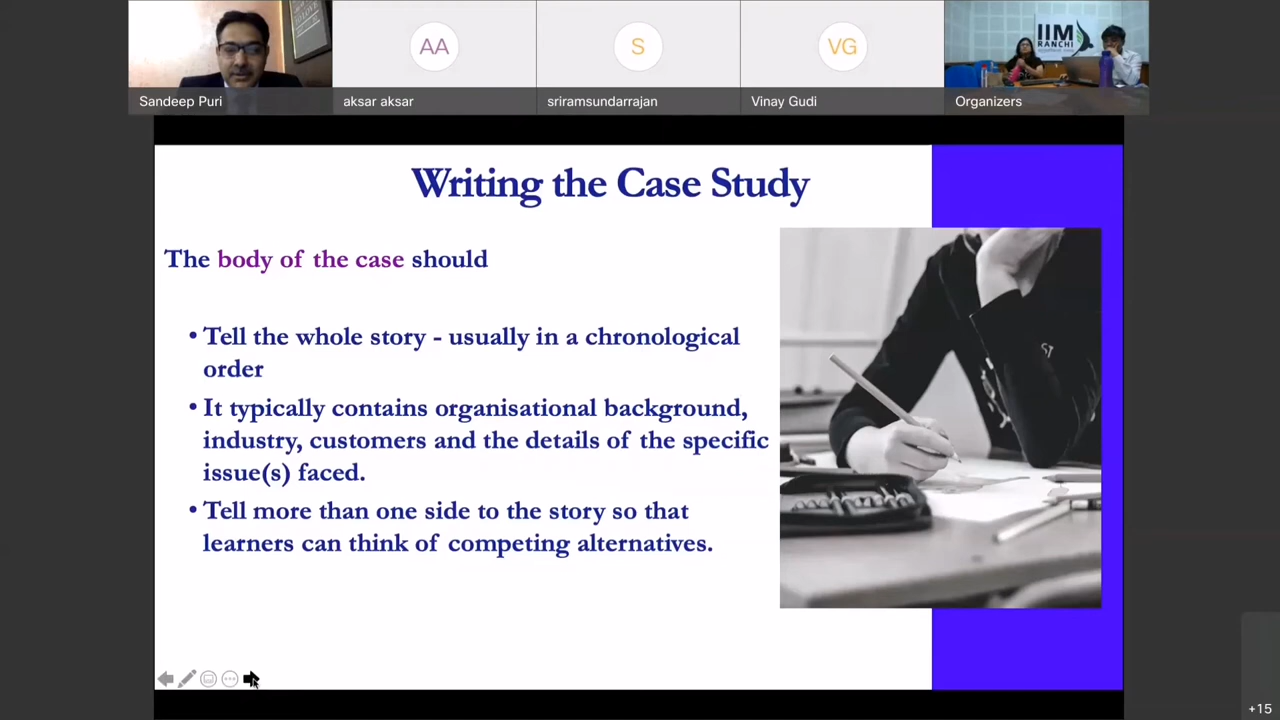 AA
S
VG
IIM
RANCHI
Sandeep Puri
aksar aksar
sriramsundarrajan
Vinay Gudi
Organizers
Writing the Case Study
The body of the case should
• Tell the whole story - usually in a chronological
order
• It typically contains organisational background,
industry, customers and the details of the specific
issue(s) faced.
• Tell more than one side to the story so that
learners can think of competing alternatives.
+15